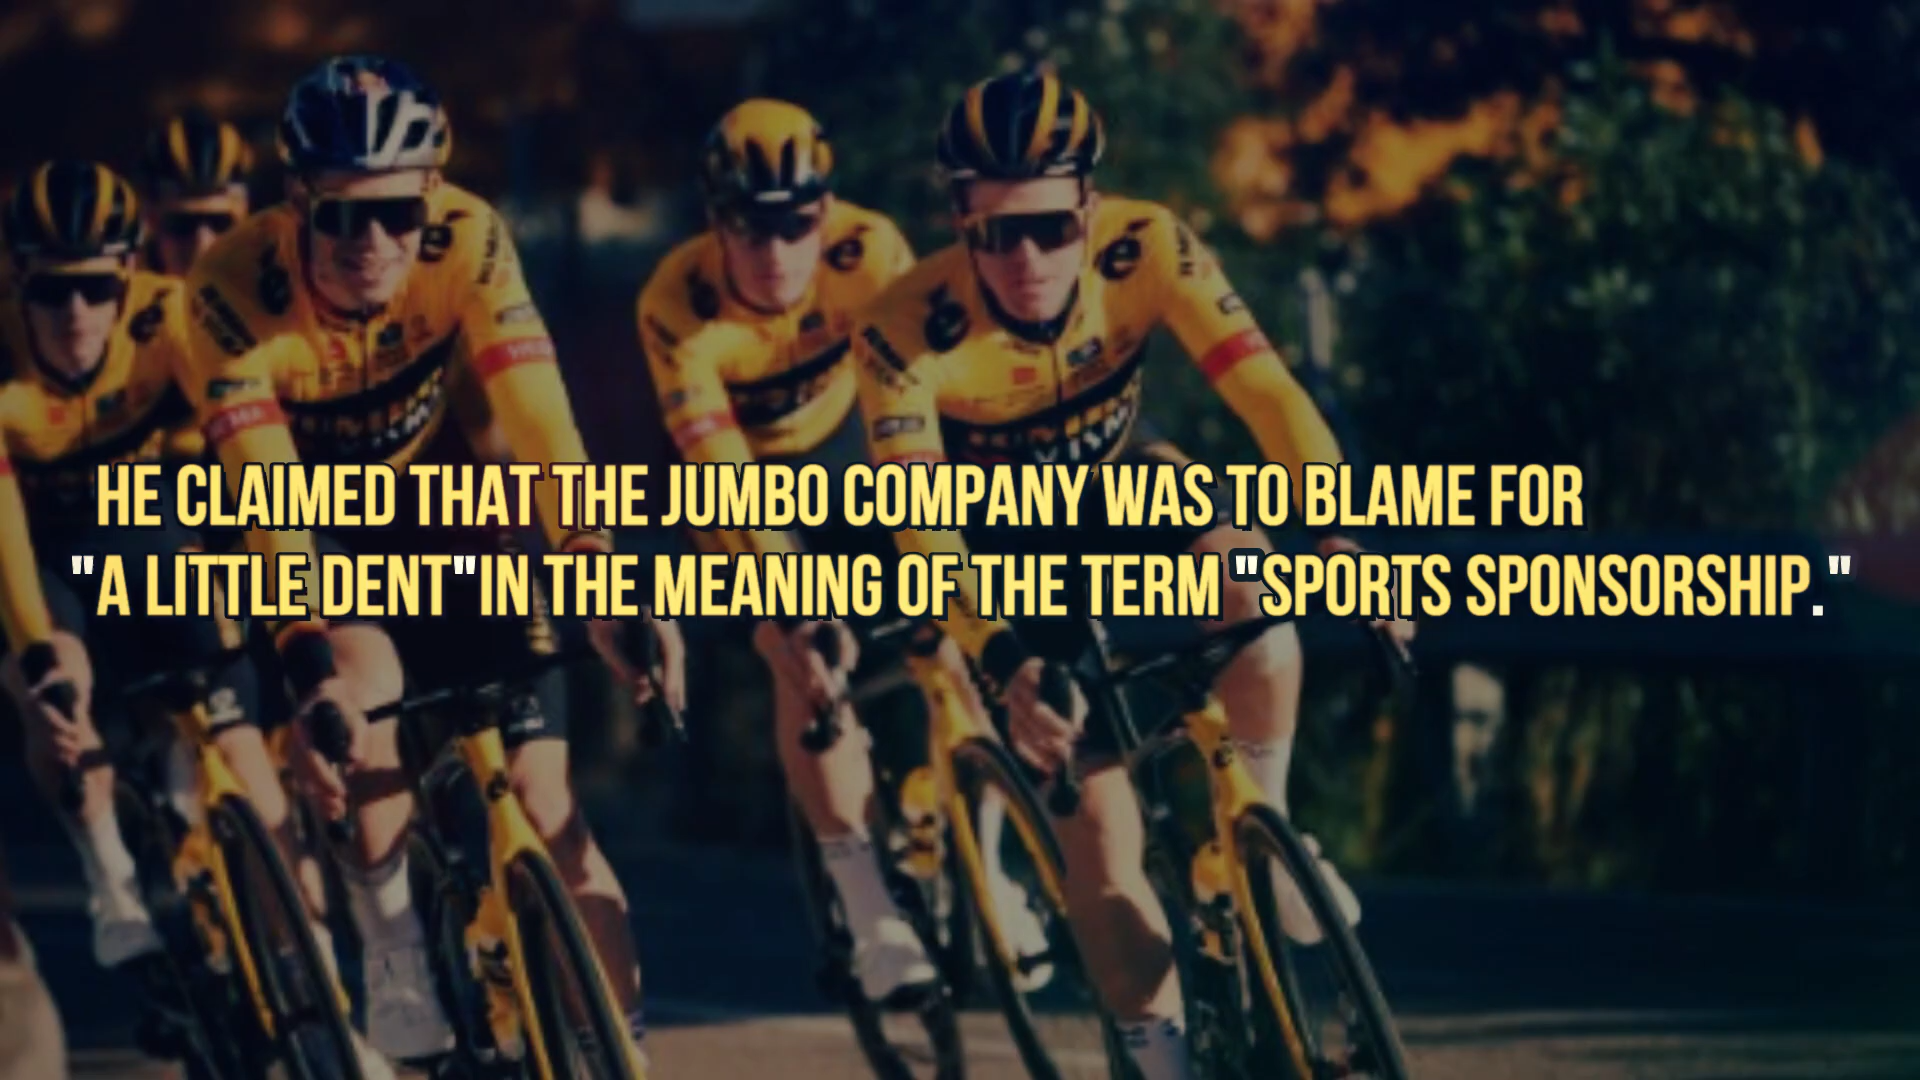 HE CLAIMED THAT THE JUMBO COMPANY WAS TO BLAME FOR
"A LITTLE DENT"IN THE MEANING OF THE TERM "SPORTS SPONSORSHIP."